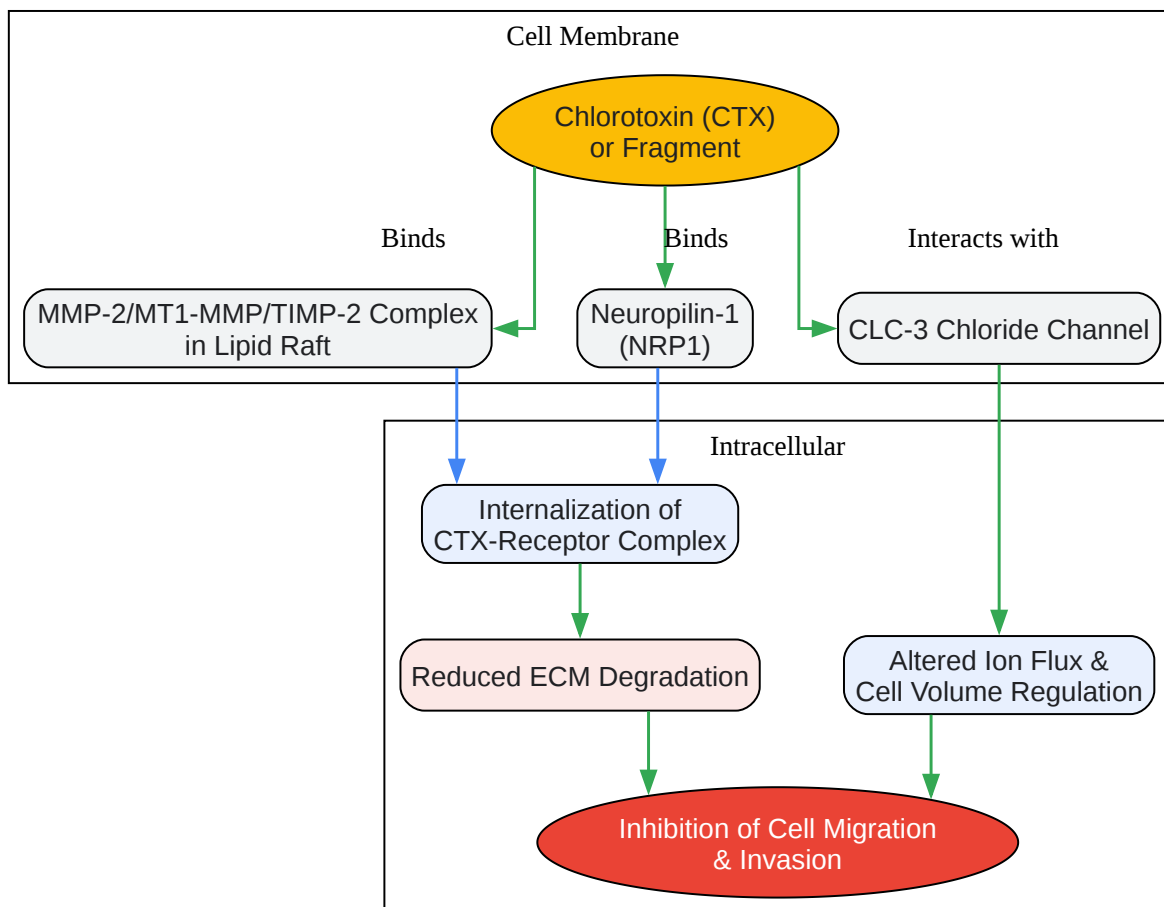 Cell Membrane
Chlorotoxin (CTX)
or Fragment
Binds
Binds
Interacts with
MMP-2/MT1-MMP/TIMP-2 Complex
in Lipid Raft
Neuropilin-1
(NRP1)
CLC-3 Chloride Channel
Intracellular
Internalization of
CTX-Receptor Complex
Reduced ECM Degradation
Altered Ion Flux &
Cell Volume Regulation
Inhibition of Cell Migration
& Invasion